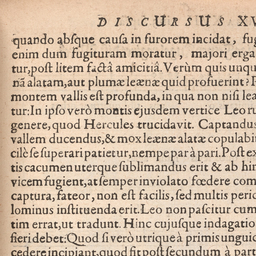 DISCURSUS XV
quando absque causa in furorem incidat, fug
enim dum fugituram moratur, majori erga
tur, post litem factâ amicitiâ. Verùm quis unqu
nã alatam, aut plumæ leænæ quid profuerint?
montem vallis est profunda, in qua non nisi lea
tur: In ipso verò montis ejusdem vertice Leo ru
genere, quod Hercules trucidavit. Captandus
vallem ducendus, & mox leænæ alatæ copulabit
cilè se superari patietur, nempe par à pari. Post ex
tis cacumen uterque sublimandus erit & ab hi
vicem fugient, at semper inviolato fœdere com
captura, fateor, non est facilis, sed multis peric
lominus instituenda erit. Leo non pascitur cum
tim errat, ut tradunt. Hinc cujusque indagatio
fieri debet: Quod si verò utrique à primis unguic
cedere incipiant, quod fit post secundum à part